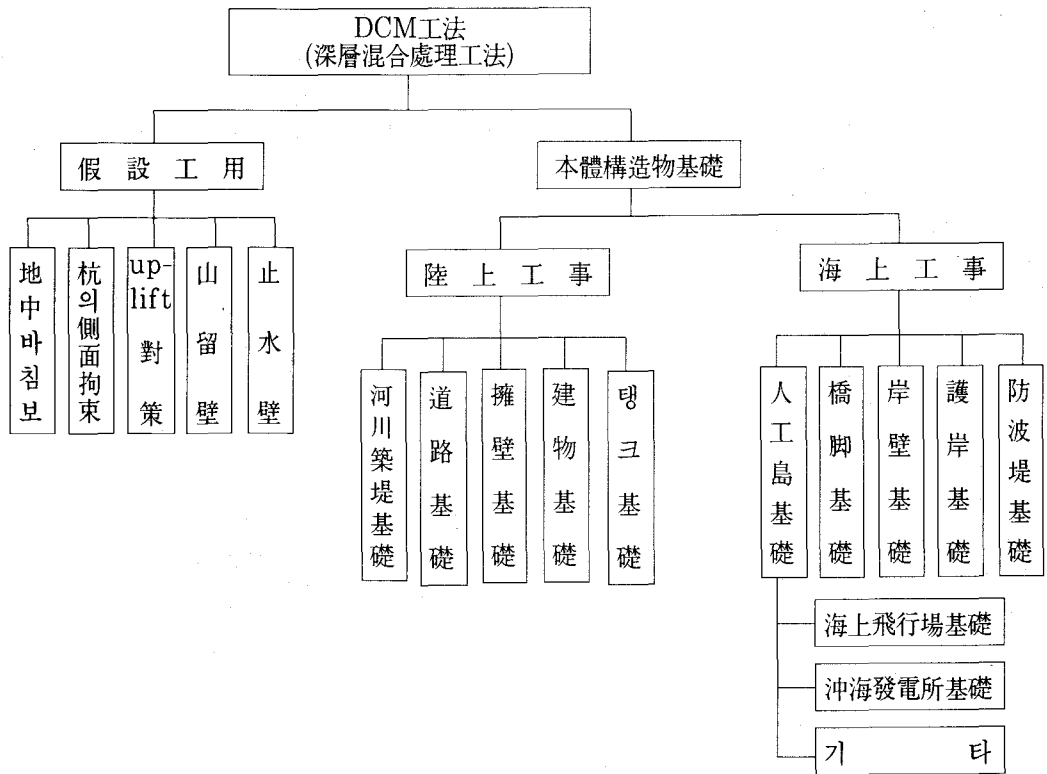 DCM工法
(深層混合處理工法)
假設工用
本體構造物基礎
地中바침보
杭의側面拘束
up-lift對策
山留壁
止水壁
陸上工事
海上工事
河川築堤基礎
道路基礎
擁壁基礎
建物基礎
탱크基礎
人工島基礎
橋脚基礎
岸壁基礎
護岸基礎
防波堤基礎
海上飛行場基礎
沖海發電所基礎
기타